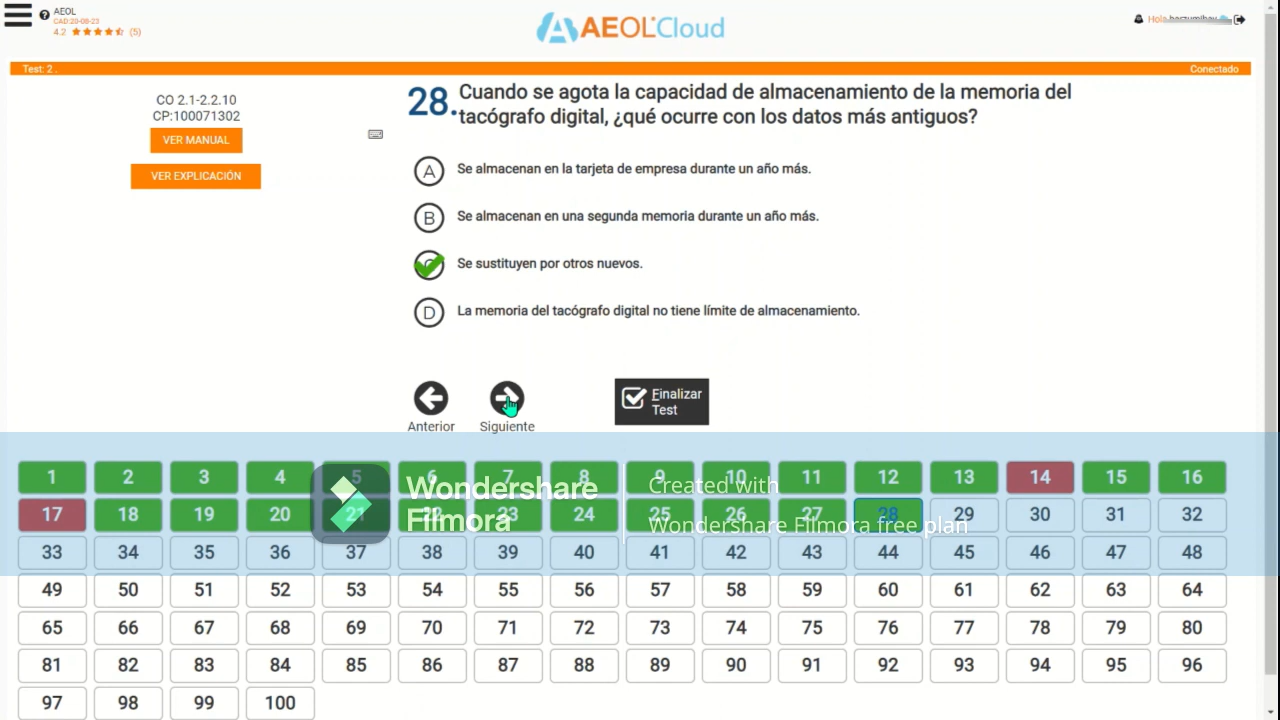 AEOL
CAD:20-08-23
4.2 (5)
AEOL Cloud
Hola
Test: 2 .
Conectado
CO 2.1-2.2.10
CP:100071302
VER MANUAL
VER EXPLICACIÓN
28. Cuando se agota la capacidad de almacenamiento de la memoria del
tacógrafo digital, ¿qué ocurre con los datos más antiguos?
A Se almacenan en la tarjeta de empresa durante un año más.
B Se almacenan en una segunda memoria durante un año más.
Se sustituyen por otros nuevos.
D La memoria del tacógrafo digital no tiene límite de almacenamiento.
Anterior
Siguiente
Finalizar
Test
1 2 3 4 5 6 7 8 9 10 11 12 13 14 15 16
Wondershare
Filmora
Created with
Wondershare Filmora free plan
17 18 19 20 21 22 23 24 25 26 27 28 29 30 31 32
33 34 35 36 37 38 39 40 41 42 43 44 45 46 47 48
49 50 51 52 53 54 55 56 57 58 59 60 61 62 63 64
65 66 67 68 69 70 71 72 73 74 75 76 77 78 79 80
81 82 83 84 85 86 87 88 89 90 91 92 93 94 95 96
97 98 99 100